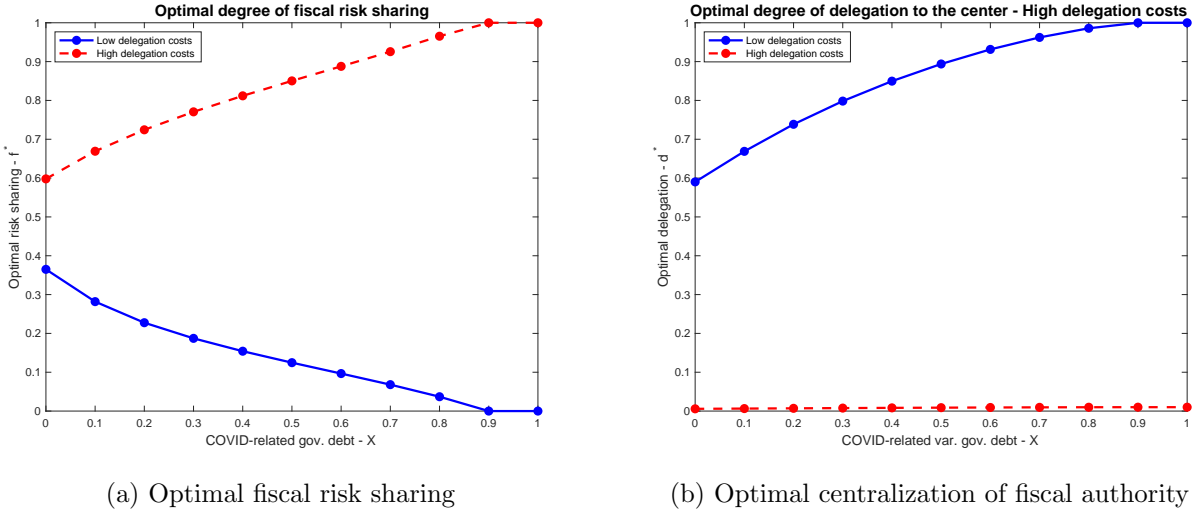 Optimal degree of fiscal risk sharing
Low delegation costs
High delegation costs
Optimal risk sharing - f*
1
0.9
0.8
0.7
0.6
0.5
0.4
0.3
0.2
0.1
0
0 0.1 0.2 0.3 0.4 0.5 0.6 0.7 0.8 0.9 1
COVID-related gov. debt - X
(a) Optimal fiscal risk sharing
Optimal degree of delegation to the center - High delegation costs
Low delegation costs
High delegation costs
Optimal delegation - d*
1
0.9
0.8
0.7
0.6
0.5
0.4
0.3
0.2
0.1
0
0 0.1 0.2 0.3 0.4 0.5 0.6 0.7 0.8 0.9 1
COVID-related var. gov. debt - X
(b) Optimal centralization of fiscal authority